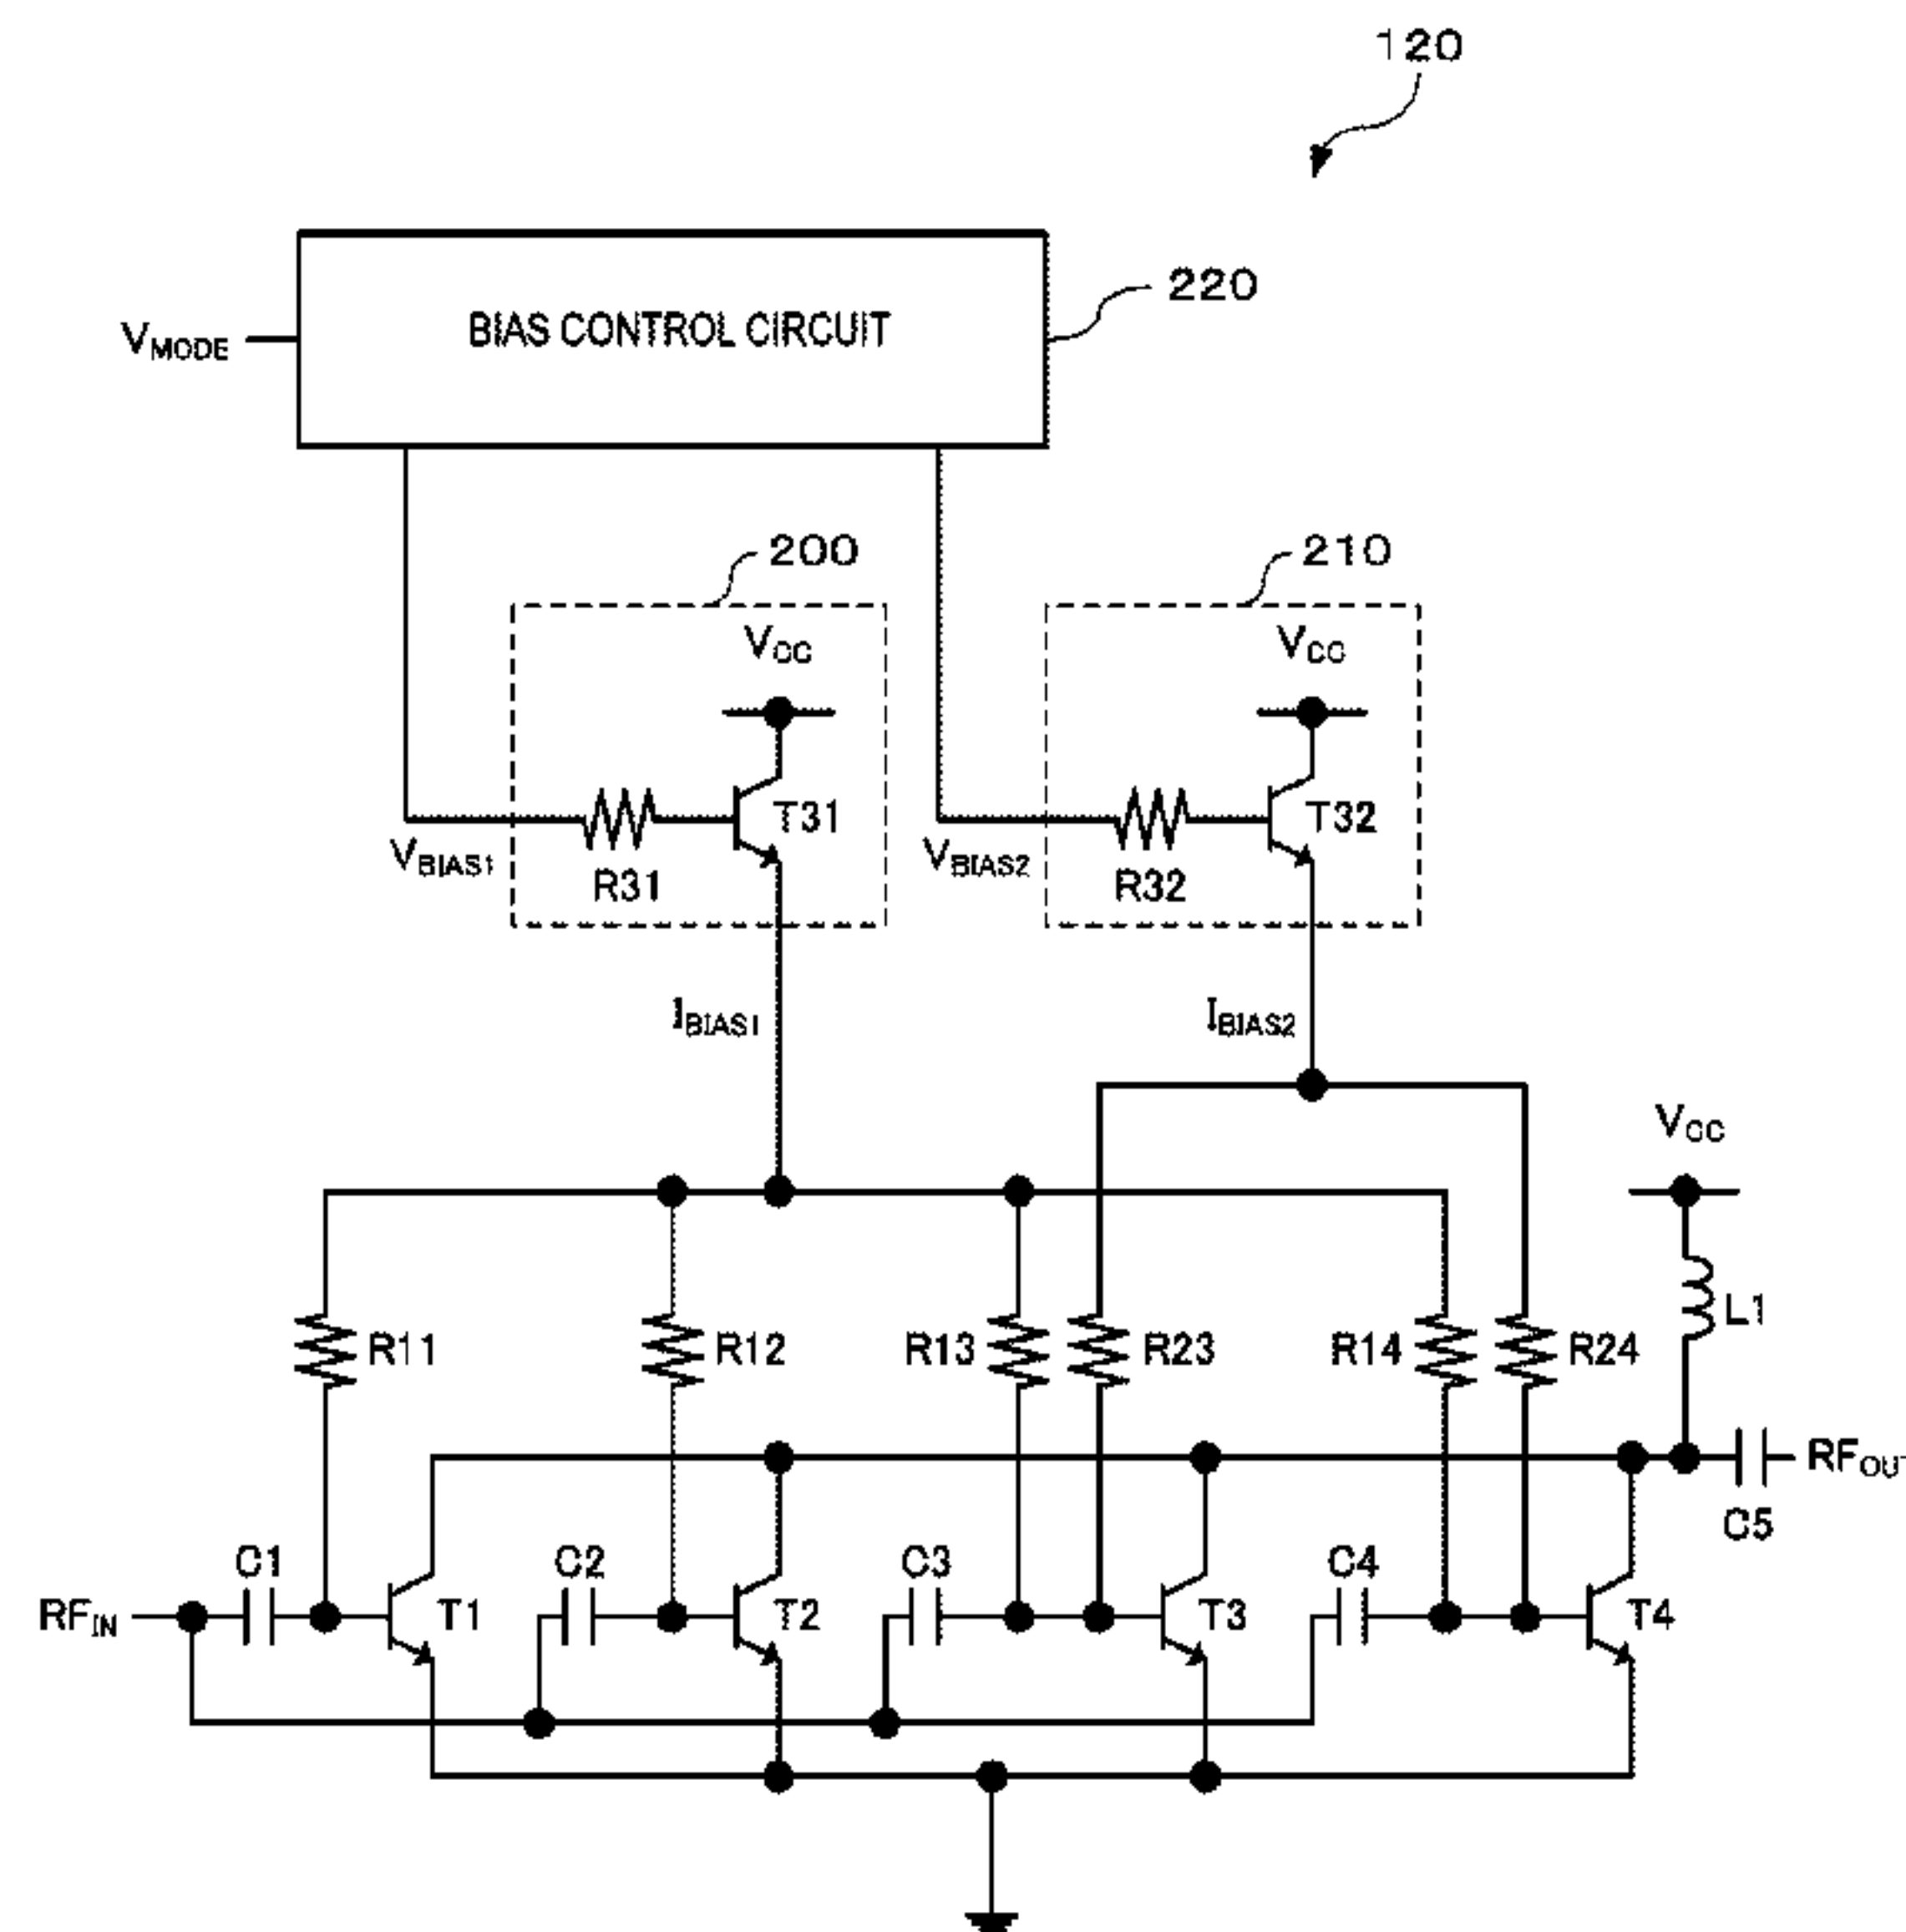 120
BIAS CONTROL CIRCUIT
220
VMODE
200
210
VCC
VCC
T31
T32
VBIAS1
R31
VBIAS2
R32
IBIAS1
IBIAS2
VCC
L1
R11
R12
R13
R23
R14
R24
RFOUT
C5
C1
C2
C3
C4
RFIN
T1
T2
T3
T4